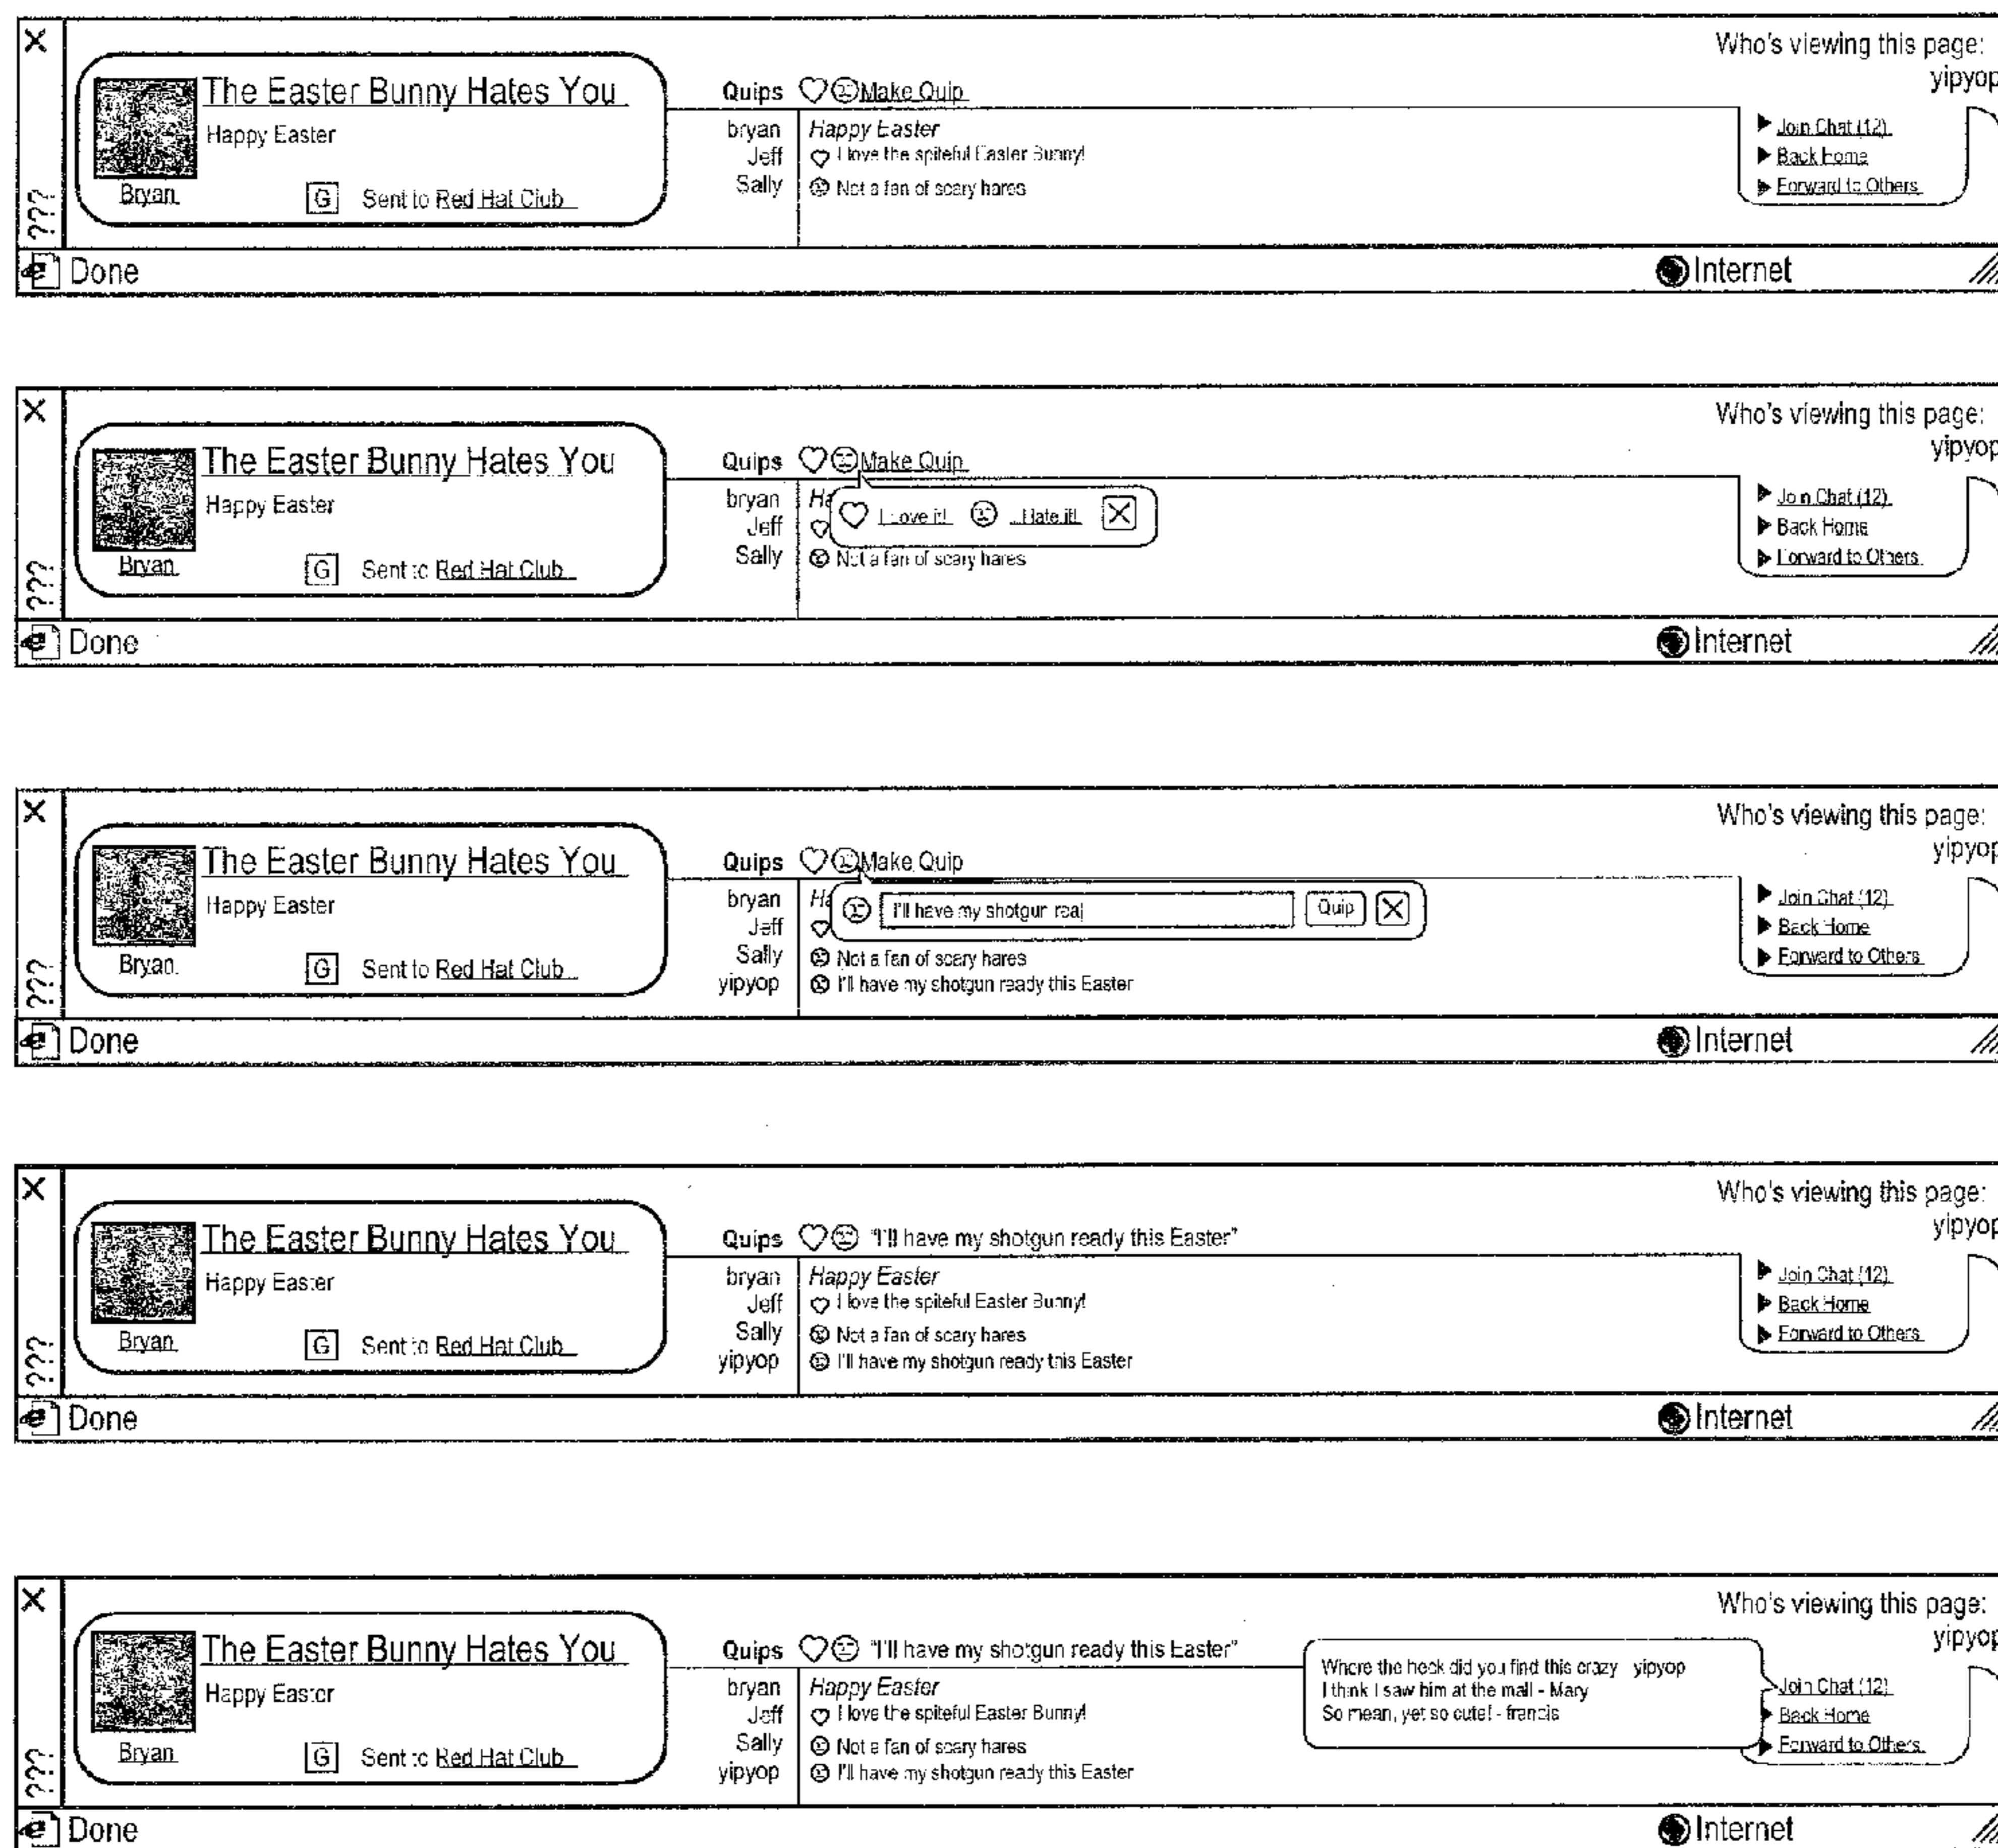 Who's viewing this page:
yipyop
The Easter Bunny Hates You
Happy Easter
Bryan
G Sent to Red Hat Club
Quips Make Quip
bryan Happy Easter
Jeff I love the spiteful Easter Bunny!
Sally Not a fan of scary hares
Join Chat (12)
Back Home
Forward to Others
???
Done Internet
Who's viewing this page:
yipyop
The Easter Bunny Hates You
Happy Easter
Bryan
G Sent to Red Hat Club
Quips Make Quip
bryan Ha
I Love it! ...Hate it!
Jeff
Sally Not a fan of scary hares
Join Chat (12)
Back Home
Forward to Others
???
Done Internet
Who's viewing this page:
yipyop
The Easter Bunny Hates You
Happy Easter
Bryan
G Sent to Red Hat Club
Quips Make Quip
bryan Ha
I'll have my shotgun rea Quip
Jeff
Sally Not a fan of scary hares
yipyop I'll have my shotgun ready this Easter
Join Chat (12)
Back Home
Forward to Others
???
Done Internet
Who's viewing this page:
yipyop
The Easter Bunny Hates You
Happy Easter
Bryan
G Sent to Red Hat Club
Quips "I'll have my shotgun ready this Easter"
bryan Happy Easter
Jeff I love the spiteful Easter Bunny!
Sally Not a fan of scary hares
yipyop I'll have my shotgun ready this Easter
Join Chat (12)
Back Home
Forward to Others
???
Done Internet
Who's viewing this page:
yipyop
The Easter Bunny Hates You
Happy Easter
Bryan
G Sent to Red Hat Club
Quips "I'll have my shotgun ready this Easter"
bryan Happy Easter
Jeff I love the spiteful Easter Bunny!
Sally Not a fan of scary hares
yipyop I'll have my shotgun ready this Easter
Where the heck did you find this crazy yipyop
I think I saw him at the mall - Mary
So mean, yet so cute! - francis
Join Chat (12)
Back Home
Forward to Others
???
Done Internet